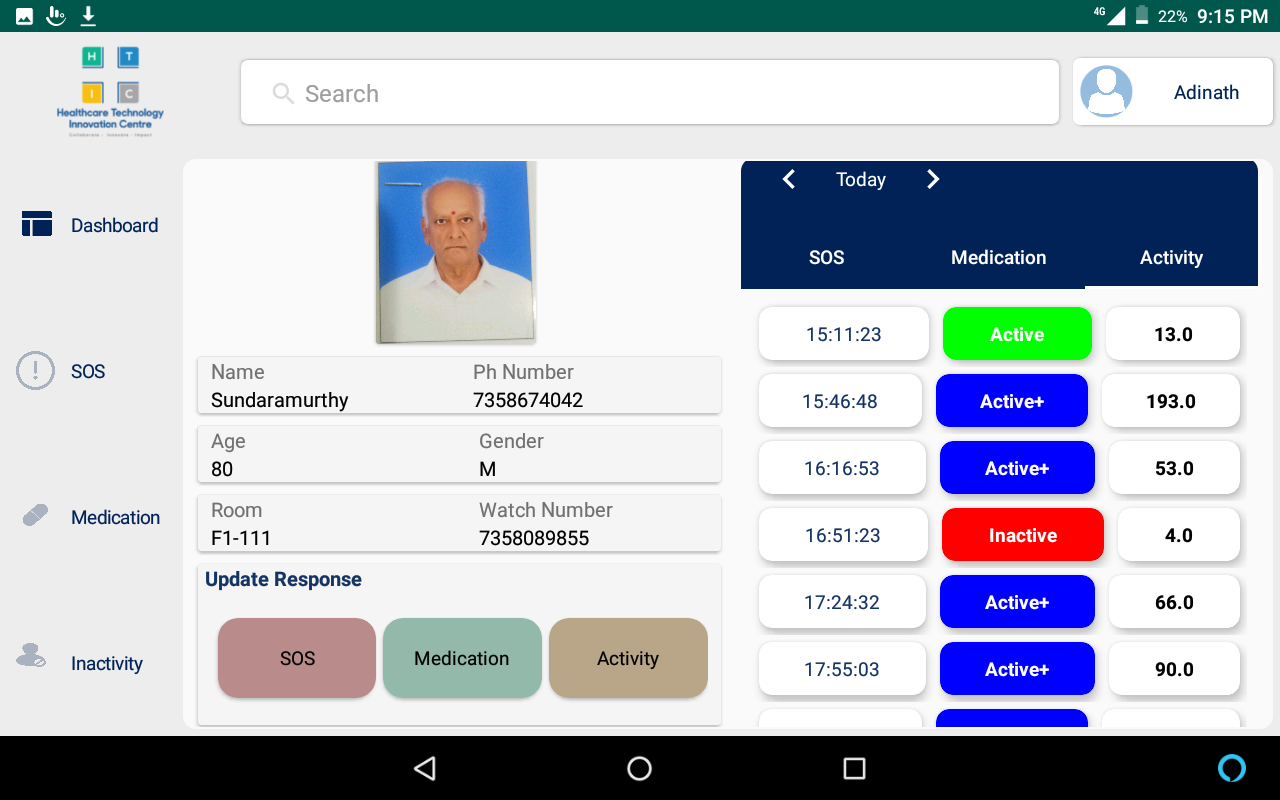 4G 22% 9:15 PM
H T
I C
Healthcare Technology
Innovation Centre
Collaborate · Innovate · Impact
Search
Adinath
Dashboard
SOS
Medication
Inactivity
Name Ph Number
Sundaramurthy 7358674042
Age Gender
80 M
Room Watch Number
F1-111 7358089855
Update Response
SOS Medication Activity
Today
SOS Medication Activity
15:11:23 Active 13.0
15:46:48 Active+ 193.0
16:16:53 Active+ 53.0
16:51:23 Inactive 4.0
17:24:32 Active+ 66.0
17:55:03 Active+ 90.0